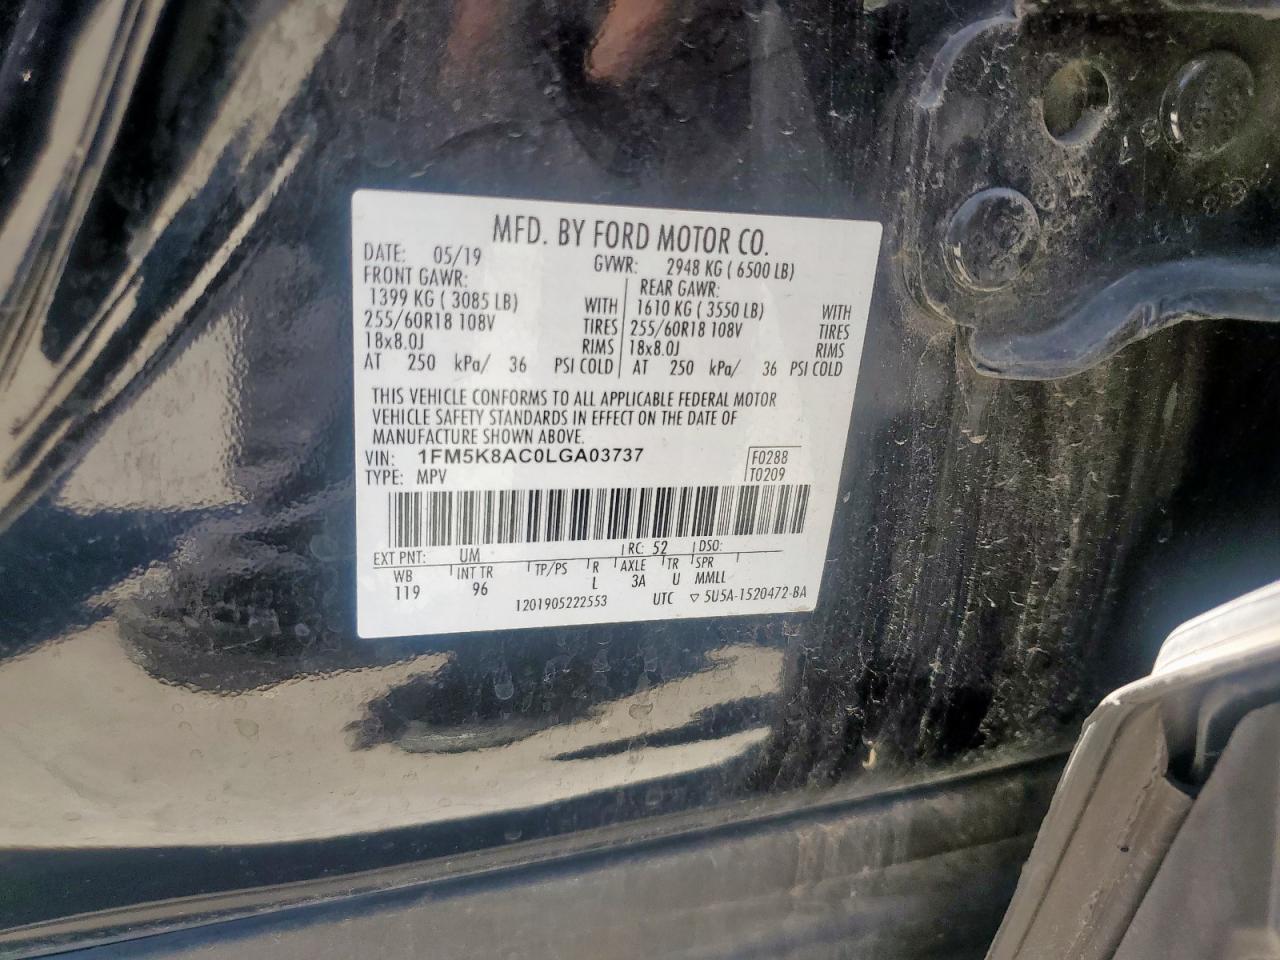 MFD. BY FORD MOTOR CO.
DATE: 05/19 GVWR: 2948 KG ( 6500 LB)
FRONT GAWR: REAR GAWR:
1399 KG ( 3085 LB) WITH 1610 KG ( 3550 LB) WITH
255/60R18 108V TIRES 255/60R18 108V TIRES
18x8.0J RIMS 18x8.0J RIMS
AT 250 kPa/ 36 PSI COLD AT 250 kPa/ 36 PSI COLD
THIS VEHICLE CONFORMS TO ALL APPLICABLE FEDERAL MOTOR
VEHICLE SAFETY STANDARDS IN EFFECT ON THE DATE OF
MANUFACTURE SHOWN ABOVE.
VIN: 1FM5K8AC0LGA03737 F0288
TYPE: MPV T0209
EXT PNT: UM RC: 52 DSO:
WB INT TR TP/PS R AXLE TR SPR
119 96 L 3A U MMLL
1201905222553 UTC ▽ 5U5A-1520472-BA